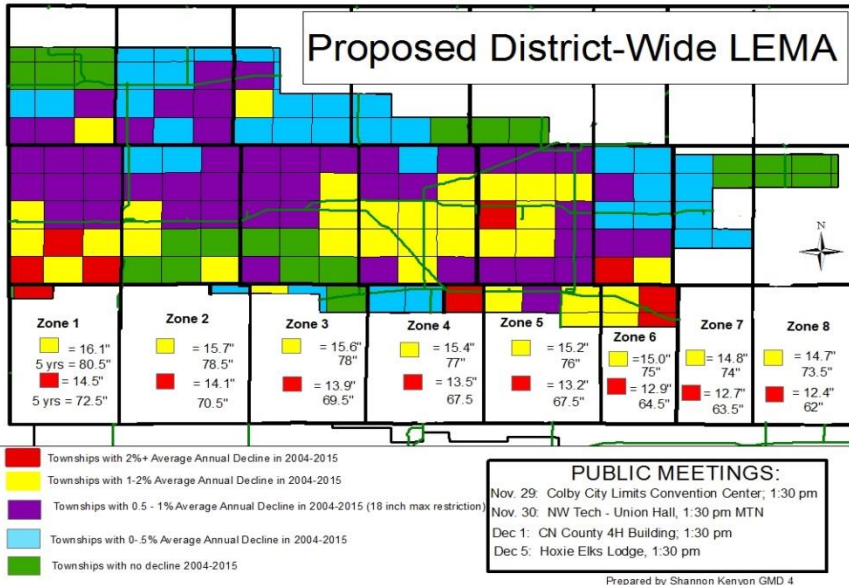 Proposed District-Wide LEMA
N
Zone 1
= 16.1"
5 yrs = 80.5"
= 14.5"
5 yrs = 72.5"
Zone 2
= 15.7"
78.5"
= 14.1"
70.5"
Zone 3
= 15.6"
78"
= 13.9"
69.5"
Zone 4
= 15.4"
77"
= 13.5"
67.5
Zone 5
= 15.2"
76"
= 13.2"
67.5"
Zone 6
=15.0"
75"
= 12.9"
64.5"
Zone 7
=14.8"
74"
= 12.7"
63.5"
Zone 8
= 14.7"
73.5"
= 12.4"
62"
Townships with 2%+ Average Annual Decline in 2004-2015
Townships with 1-2% Average Annual Decline in 2004-2015
Townships with 0.5 - 1% Average Annual Decline in 2004-2015 (18 inch max restriction)
Townships with 0-.5% Average Annual Decline in 2004-2015
Townships with no decline 2004-2015
PUBLIC MEETINGS:
Nov. 29: Colby City Limits Convention Center; 1:30 pm
Nov. 30: NW Tech - Union Hall, 1:30 pm MTN
Dec 1: CN County 4H Building; 1:30 pm
Dec 5: Hoxie Elks Lodge, 1:30 pm
Prepared by Shannon Kenyon GMD 4